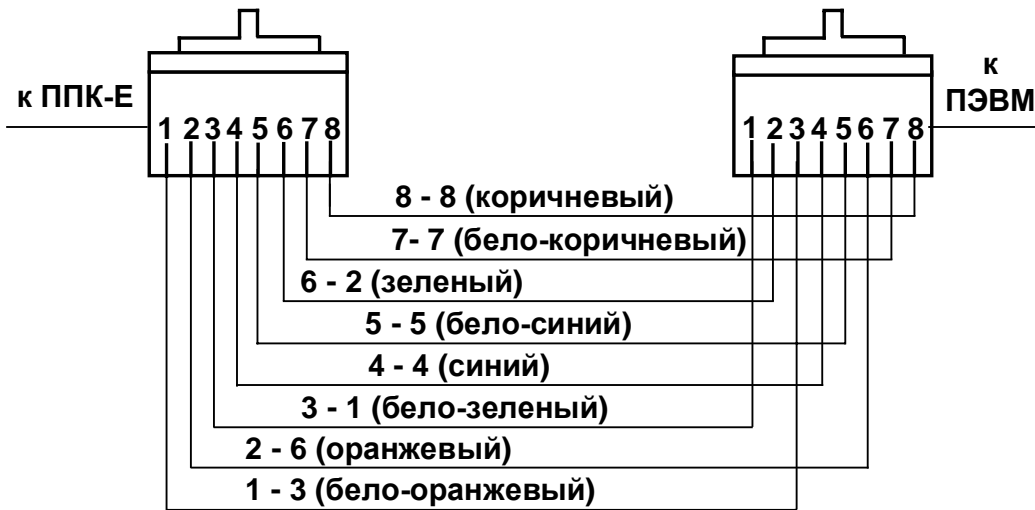 к ППК-Е
к
ПЭВМ
1 2 3 4 5 6 7 8
1 2 3 4 5 6 7 8
8 - 8 (коричневый)
7- 7 (бело-коричневый)
6 - 2 (зеленый)
5 - 5 (бело-синий)
4 - 4 (синий)
3 - 1 (бело-зеленый)
2 - 6 (оранжевый)
1 - 3 (бело-оранжевый)